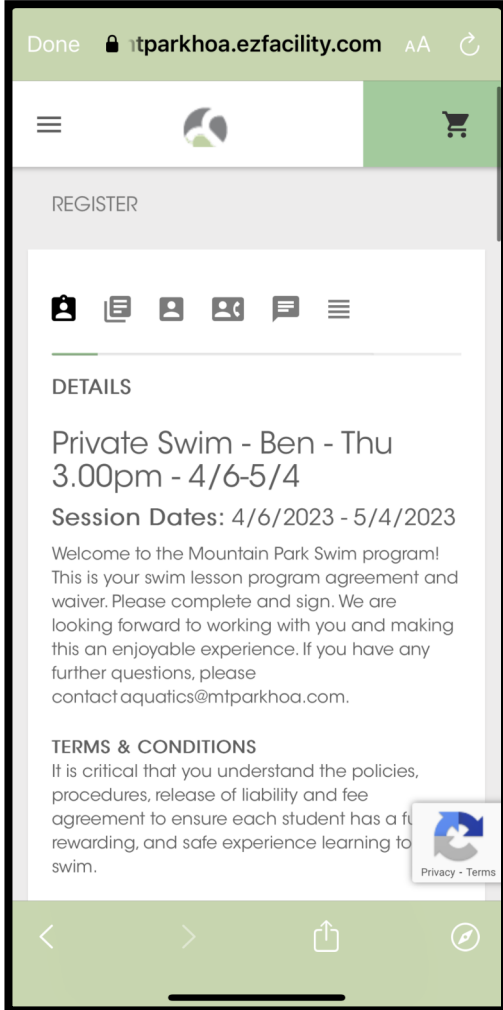 Done tparkhoa.ezfacility.com AA
REGISTER
DETAILS
Private Swim - Ben - Thu
3.00pm - 4/6-5/4
Session Dates: 4/6/2023 - 5/4/2023
Welcome to the Mountain Park Swim program!
This is your swim lesson program agreement and
waiver. Please complete and sign. We are
looking forward to working with you and making
this an enjoyable experience. If you have any
further questions, please
contact aquatics@mtparkhoa.com.
TERMS & CONDITIONS
It is critical that you understand the policies,
procedures, release of liability and fee
agreement to ensure each student has a
rewarding, and safe experience learning to
swim.
Privacy - Terms